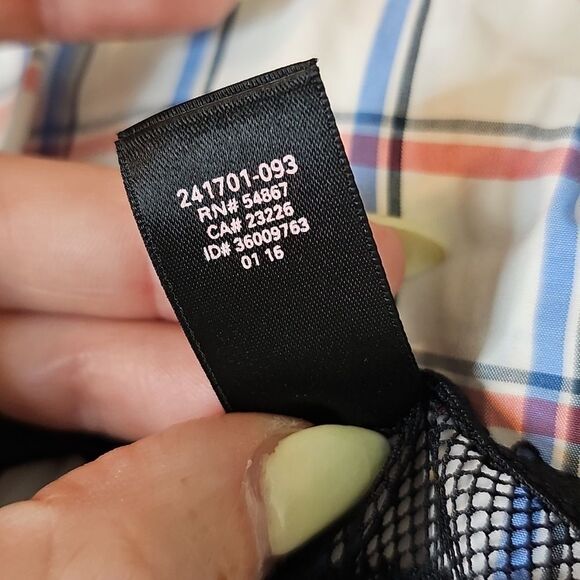 241701-093
RN# 54867
CA# 23226
ID# 36009763
01 16